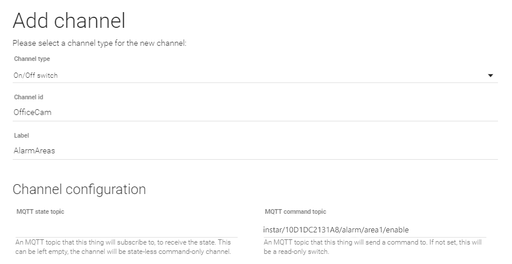 Add channel
Please select a channel type for the new channel:
Channel type
On/Off switch
Channel id
OfficeCam
Label
AlarmAreas
Channel configuration
MQTT state topic
MQTT command topic
instar/10D1DC2131A8/alarm/area1/enable
An MQTT topic that this thing will subscribe to, to receive the state. This
can be left empty, the channel will be state-less command-only channel.
An MQTT topic that this thing will send a command to. If not set, this will
be a read-only switch.